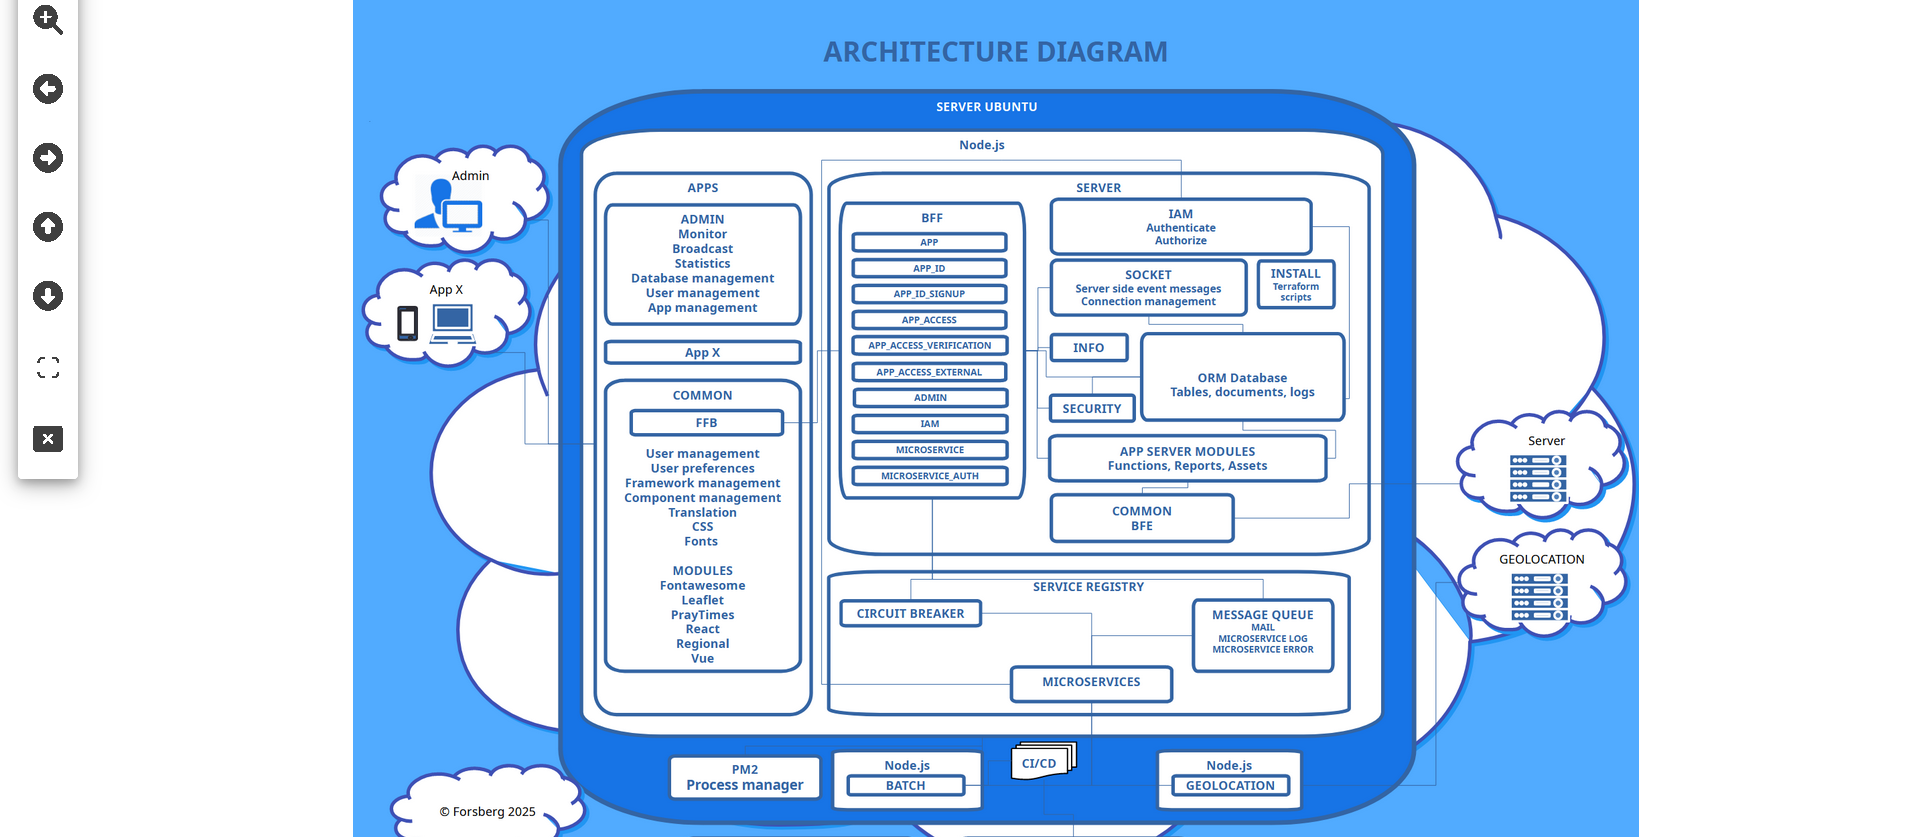 ARCHITECTURE DIAGRAM
SERVER UBUNTU
Node.js
Admin
App X
APPS
ADMIN
Monitor
Broadcast
Statistics
Database management
User management
App management
App X
COMMON
FFB
User management
User preferences
Framework management
Component management
Translation
CSS
Fonts
MODULES
Fontawesome
Leaflet
PrayTimes
React
Regional
Vue
SERVER
BFF
APP
APP_ID
APP_ID_SIGNUP
APP_ACCESS
APP_ACCESS_VERIFICATION
APP_ACCESS_EXTERNAL
ADMIN
IAM
MICROSERVICE
MICROSERVICE_AUTH
IAM
Authenticate
Authorize
SOCKET
Server side event messages
Connection management
INSTALL
Terraform
scripts
INFO
ORM Database
Tables, documents, logs
SECURITY
APP SERVER MODULES
Functions, Reports, Assets
COMMON
BFE
Server
GEOLOCATION
SERVICE REGISTRY
CIRCUIT BREAKER
MESSAGE QUEUE
MAIL
MICROSERVICE LOG
MICROSERVICE ERROR
MICROSERVICES
PM2
Process manager
Node.js
BATCH
CI/CD
Node.js
GEOLOCATION
© Forsberg 2025